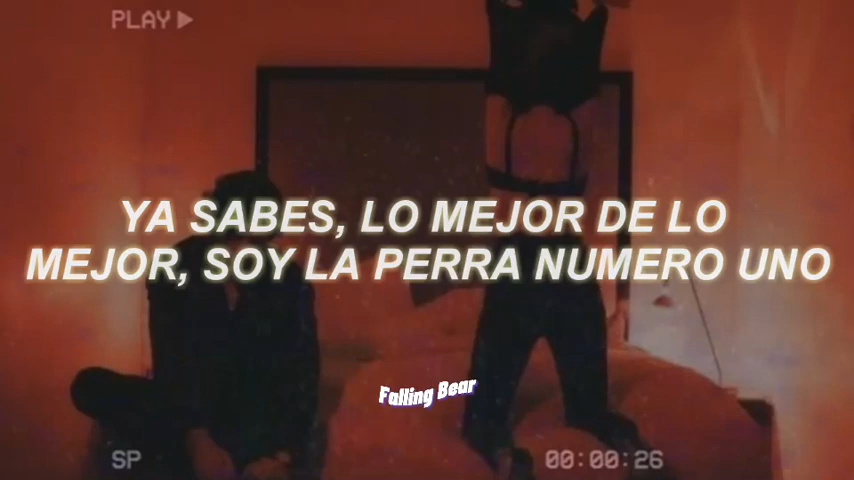 PLAY
YA SABES, LO MEJOR DE LO
MEJOR, SOY LA PERRA NUMERO UNO
Falling Bear
SP
00:00:26